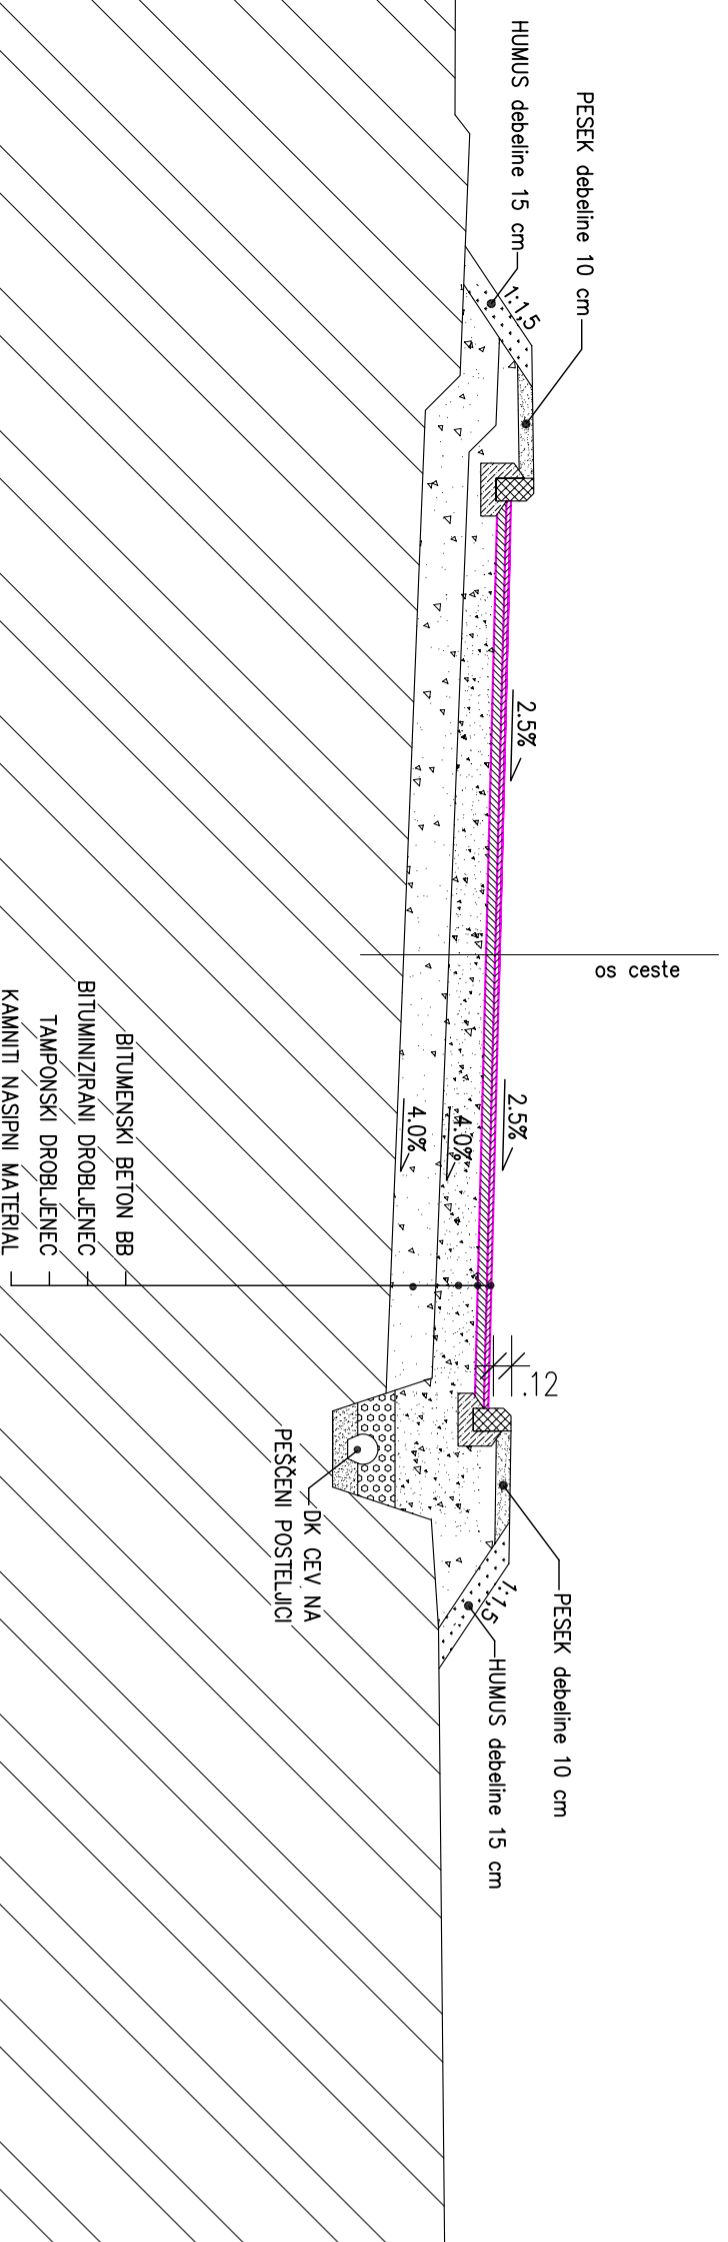 PESEK debeline 10 cm
HUMUS debeline 15 cm
1:1,5
2.5%
os ceste
2.5%
4.0%
4.0%
.12
BITUMENSKI BETON BB
BITUMINIZIRANI DROBLJENEC
TAMPONSKI DROBLJENEC
KAMNITI NASIPNI MATERIAL
DK CEV NA
PEŠČENI POSTELJICI
1:1,5
PESEK debeline 10 cm
HUMUS debeline 15 cm